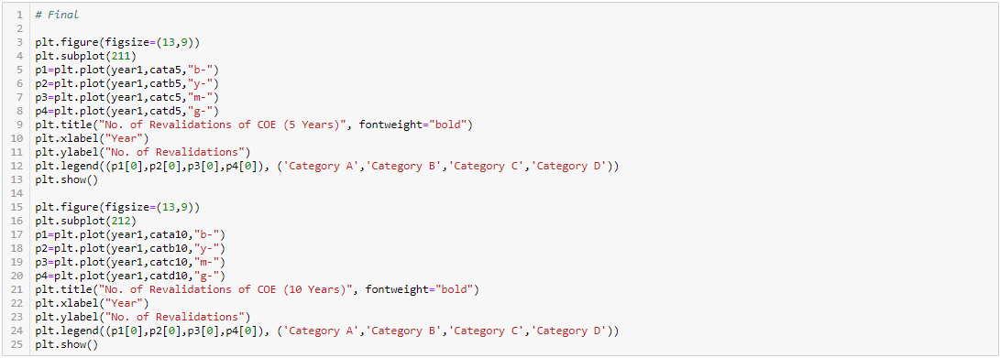 1 # Final
2
3 plt.figure(figsize=(13,9))
4 plt.subplot(211)
5 p1=plt.plot(year1,cata5,"b-")
6 p2=plt.plot(year1,catb5,"y-")
7 p3=plt.plot(year1,catc5,"m-")
8 p4=plt.plot(year1,catd5,"g-")
9 plt.title("No. of Revalidations of COE (5 Years)", fontweight="bold")
10 plt.xlabel("Year")
11 plt.ylabel("No. of Revalidations")
12 plt.legend((p1[0],p2[0],p3[0],p4[0]), ('Category A','Category B','Category C','Category D'))
13 plt.show()
14
15 plt.figure(figsize=(13,9))
16 plt.subplot(212)
17 p1=plt.plot(year1,cata10,"b-")
18 p2=plt.plot(year1,catb10,"y-")
19 p3=plt.plot(year1,catc10,"m-")
20 p4=plt.plot(year1,catd10,"g-")
21 plt.title("No. of Revalidations of COE (10 Years)", fontweight="bold")
22 plt.xlabel("Year")
23 plt.ylabel("No. of Revalidations")
24 plt.legend((p1[0],p2[0],p3[0],p4[0]), ('Category A','Category B','Category C','Category D'))
25 plt.show()